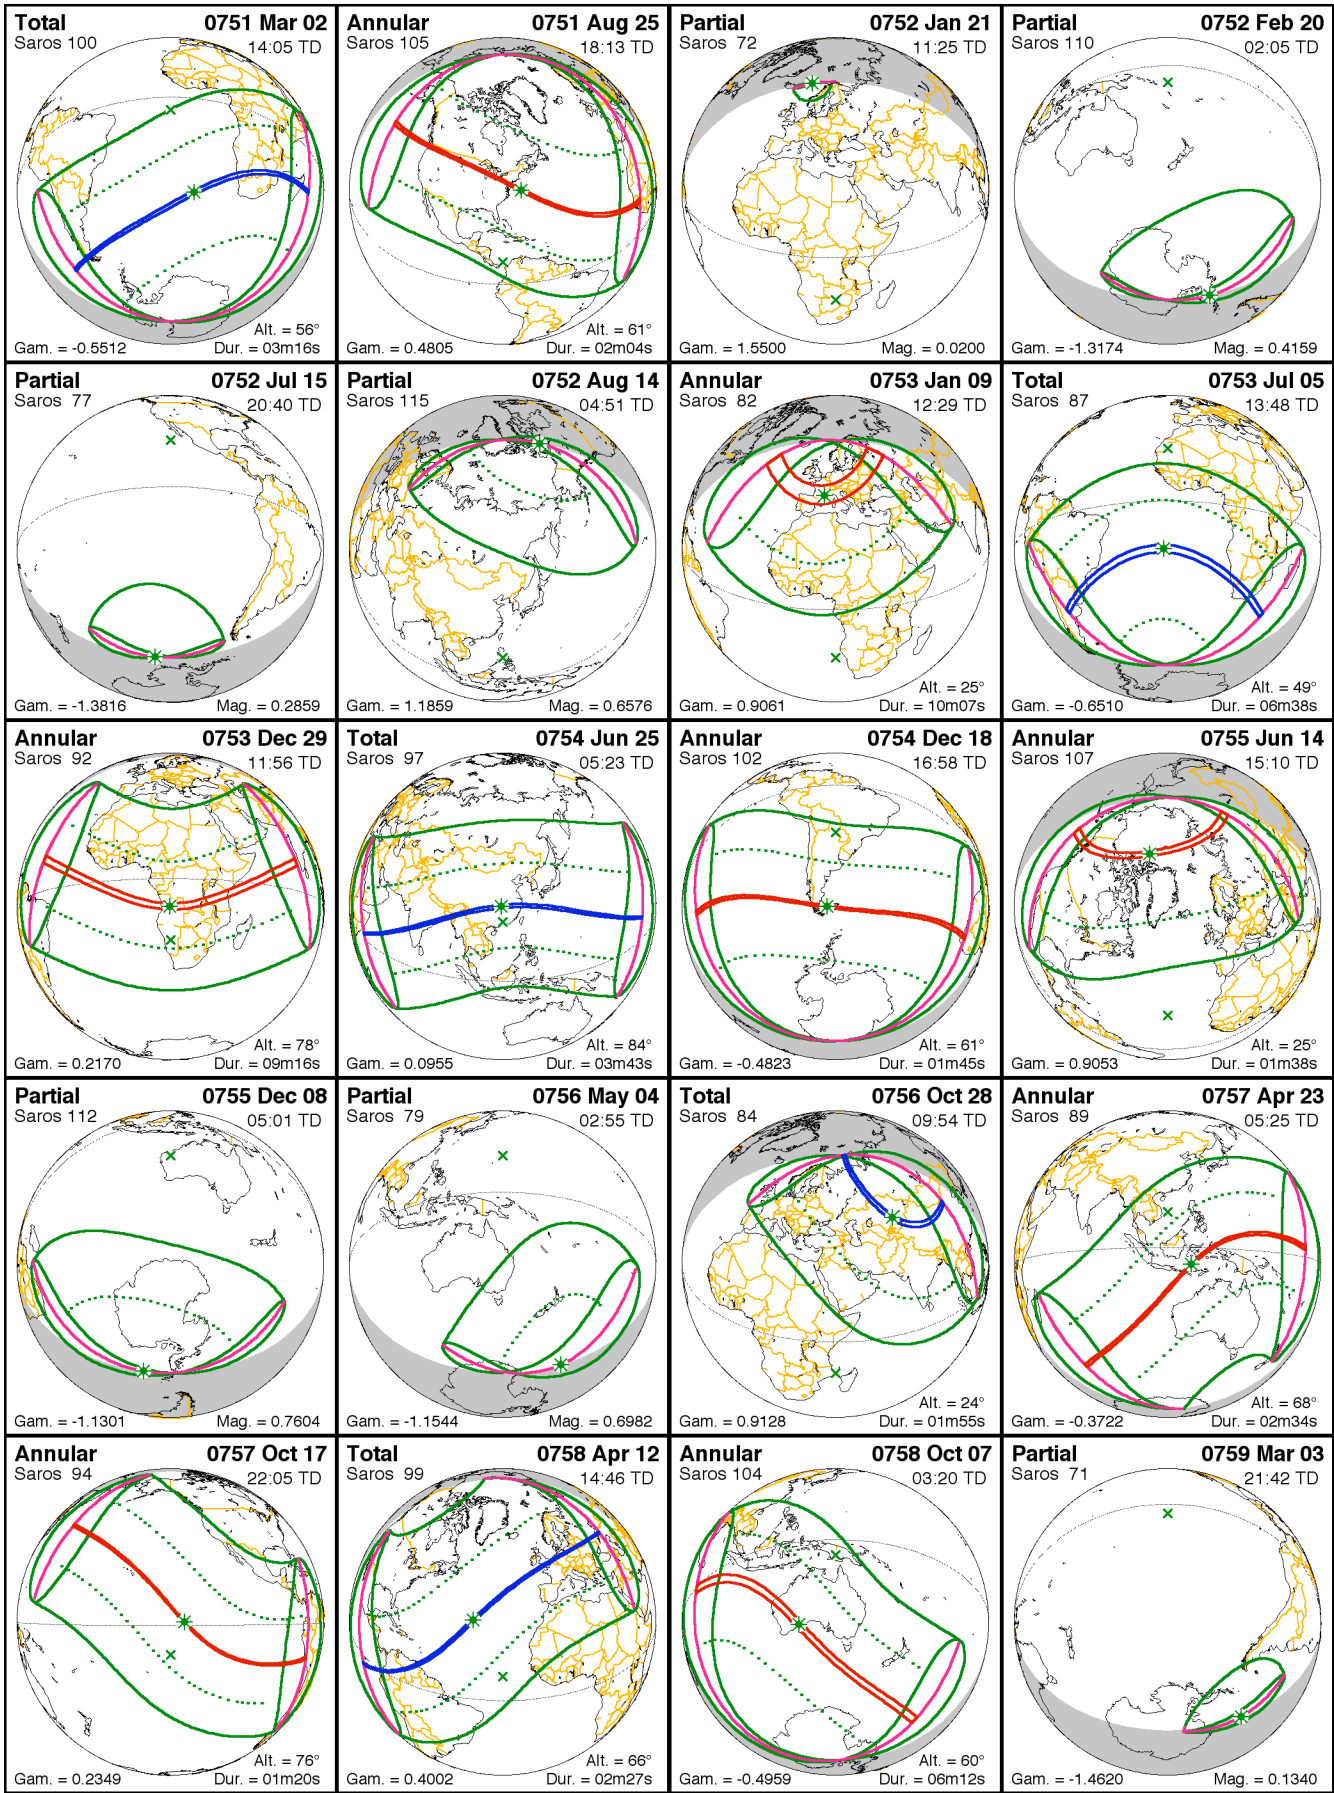 Total 0751 Mar 02
Saros 100 14:05 TD
Alt. = 56°
Gam. = -0.5512 Dur. = 03m16s
Annular 0751 Aug 25
Saros 105 18:13 TD
Alt. = 61°
Gam. = 0.4805 Dur. = 02m04s
Partial 0752 Jan 21
Saros 72 11:25 TD
Gam. = 1.5500 Mag. = 0.0200
Partial 0752 Feb 20
Saros 110 02:05 TD
Gam. = -1.3174 Mag. = 0.4159
Partial 0752 Jul 15
Saros 77 20:40 TD
Gam. = -1.3816 Mag. = 0.2859
Partial 0752 Aug 14
Saros 115 04:51 TD
Gam. = 1.1859 Mag. = 0.6576
Annular 0753 Jan 09
Saros 82 12:29 TD
Alt. = 25°
Gam. = 0.9061 Dur. = 10m07s
Total 0753 Jul 05
Saros 87 13:48 TD
Alt. = 49°
Gam. = -0.6510 Dur. = 06m38s
Annular 0753 Dec 29
Saros 92 11:56 TD
Alt. = 78°
Gam. = 0.2170 Dur. = 09m16s
Total 0754 Jun 25
Saros 97 05:23 TD
Alt. = 84°
Gam. = 0.0955 Dur. = 03m43s
Annular 0754 Dec 18
Saros 102 16:58 TD
Alt. = 61°
Gam. = -0.4823 Dur. = 01m45s
Annular 0755 Jun 14
Saros 107 15:10 TD
Alt. = 25°
Gam. = 0.9053 Dur. = 01m38s
Partial 0755 Dec 08
Saros 112 05:01 TD
Gam. = -1.1301 Mag. = 0.7604
Partial 0756 May 04
Saros 79 02:55 TD
Gam. = -1.1544 Mag. = 0.6982
Total 0756 Oct 28
Saros 84 09:54 TD
Alt. = 24°
Gam. = 0.9128 Dur. = 01m55s
Annular 0757 Apr 23
Saros 89 05:25 TD
Alt. = 68°
Gam. = -0.3722 Dur. = 02m34s
Annular 0757 Oct 17
Saros 94 22:05 TD
Alt. = 76°
Gam. = 0.2349 Dur. = 01m20s
Total 0758 Apr 12
Saros 99 14:46 TD
Alt. = 66°
Gam. = 0.4002 Dur. = 02m27s
Annular 0758 Oct 07
Saros 104 03:20 TD
Alt. = 60°
Gam. = -0.4959 Dur. = 06m12s
Partial 0759 Mar 03
Saros 71 21:42 TD
Gam. = -1.4620 Mag. = 0.1340